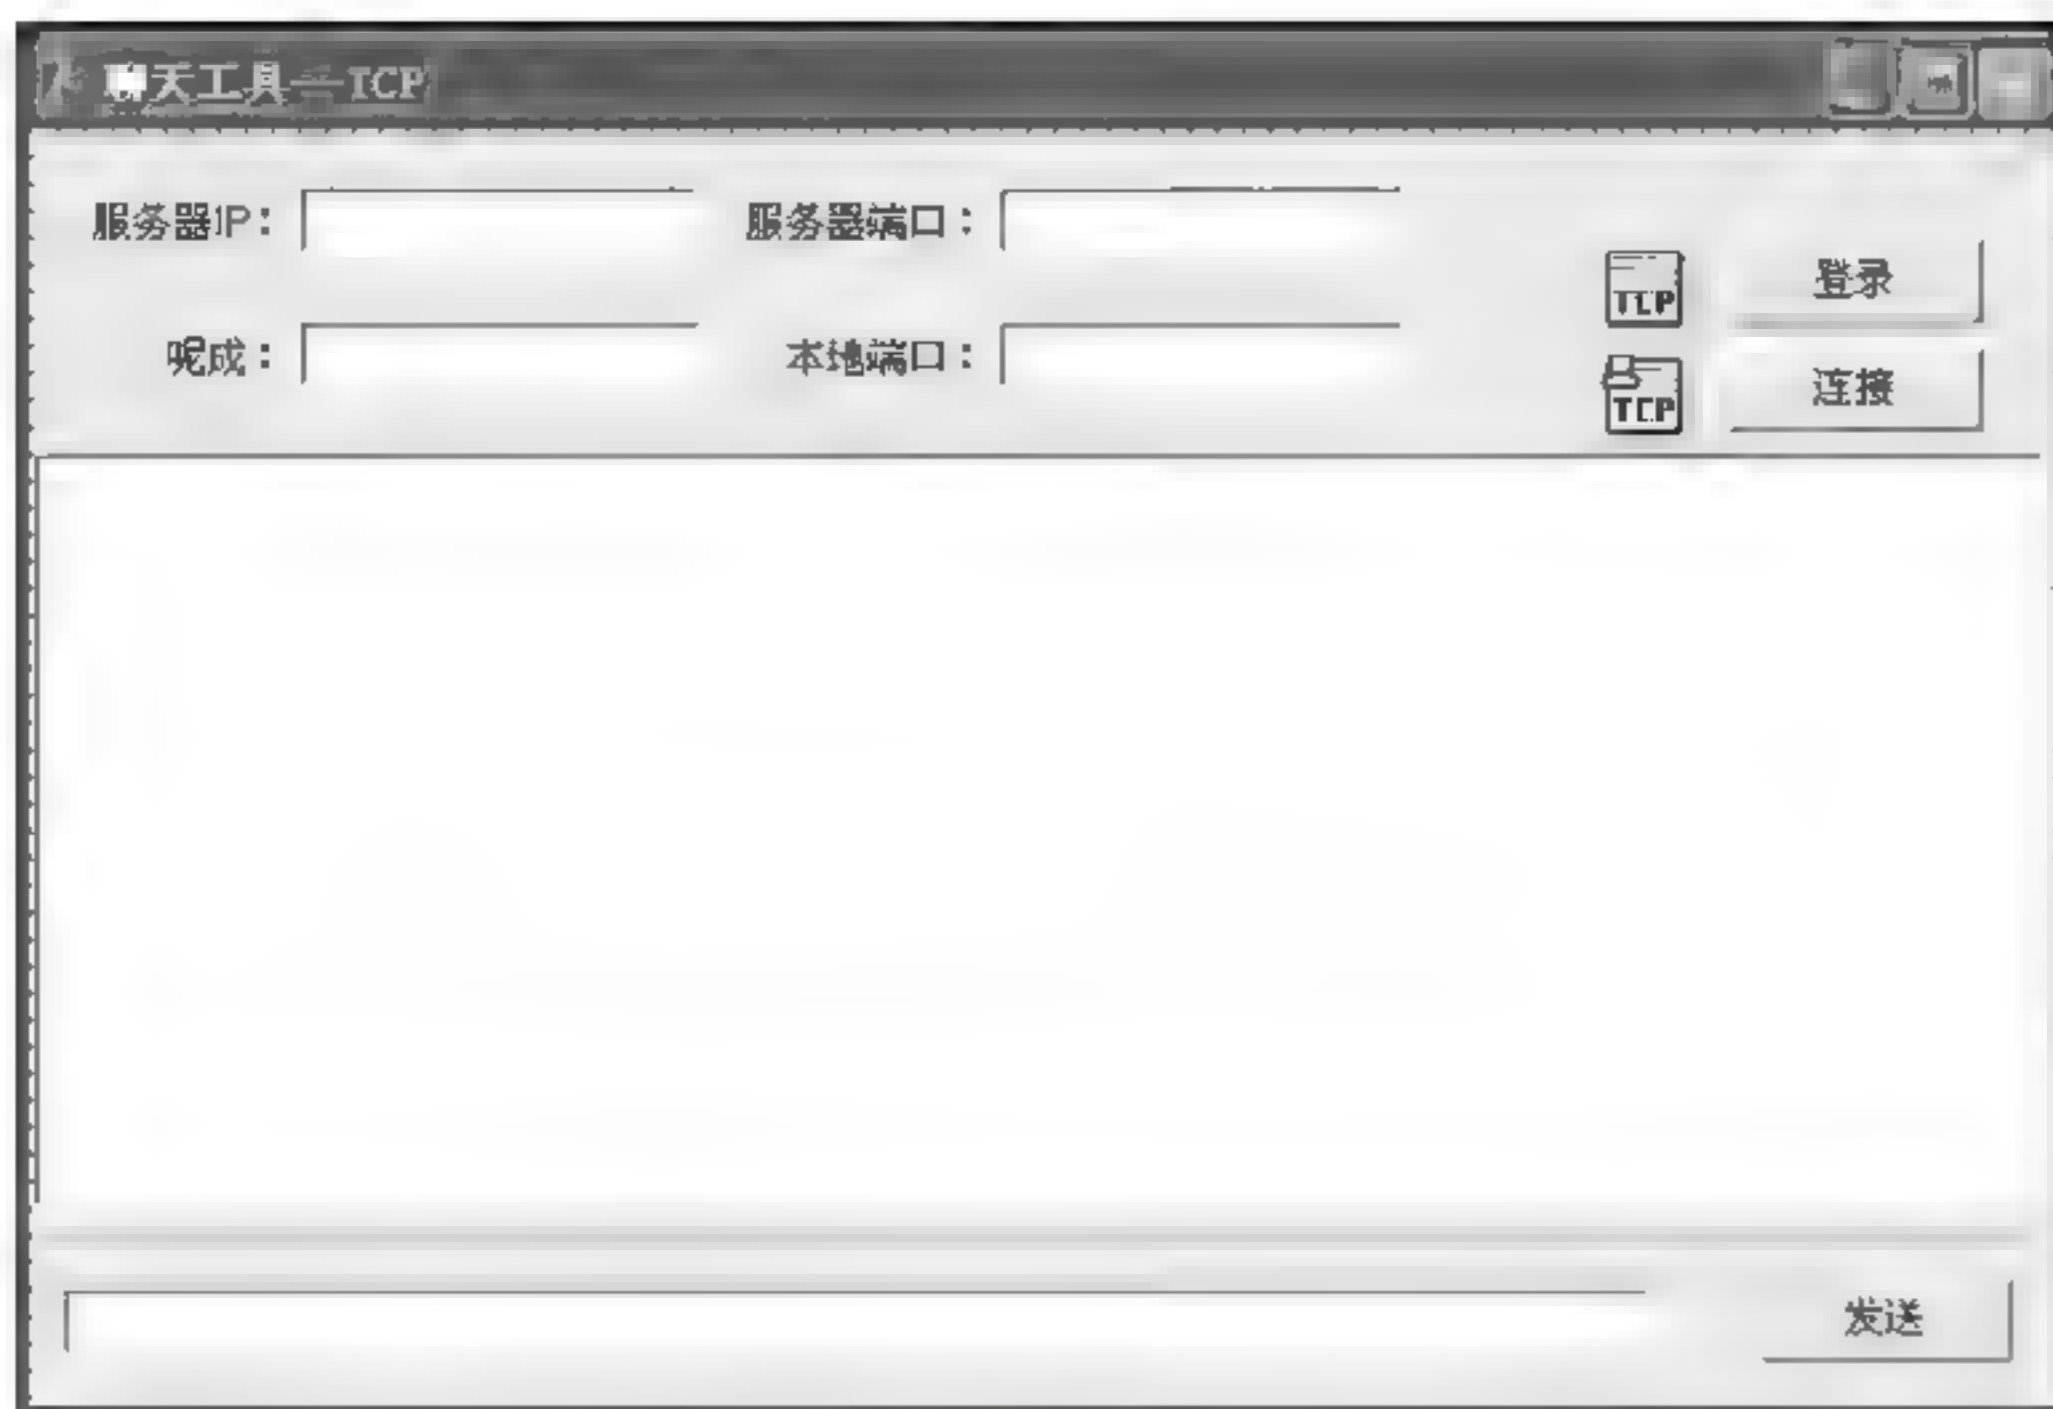 聊天工具——TCP
服务器IP： 服务器端口：
TCP 登录
呢成： 本地端口：
TCP 连接
发送